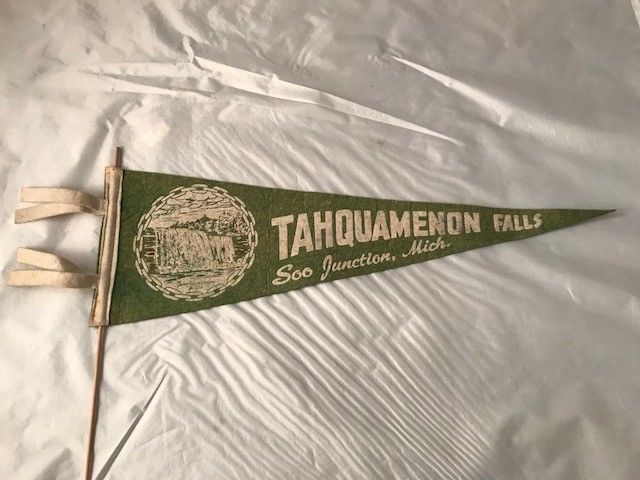 TAHQUAMENON FALLS
Soo Junction, Mich.